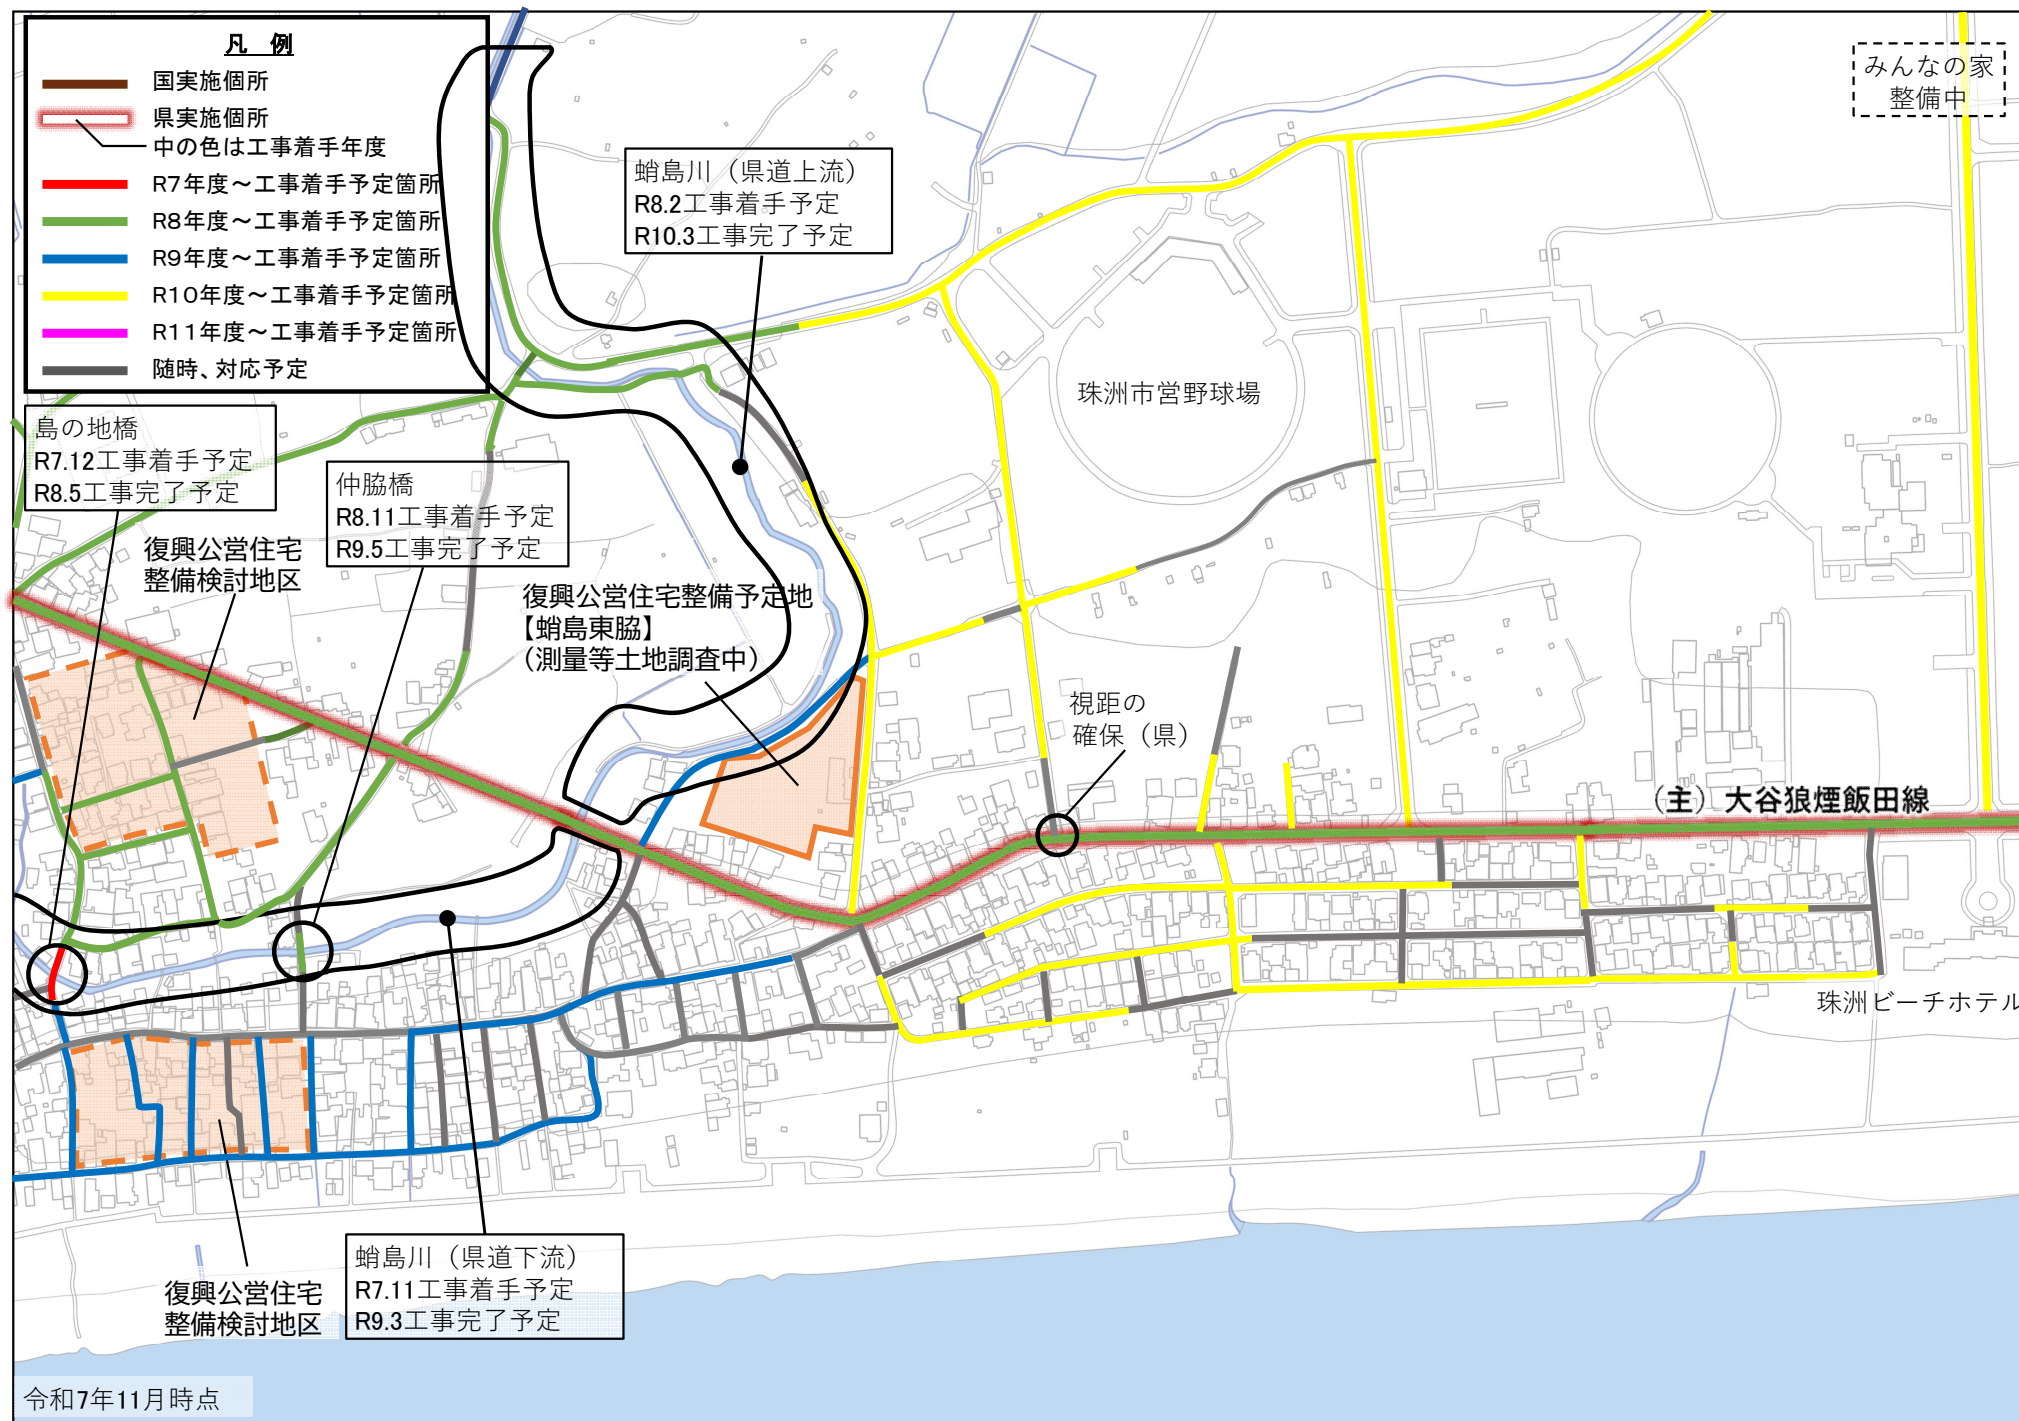 凡 例
国実施個所
県実施個所
中の色は工事着手年度
R7年度～工事着手予定箇所
R8年度～工事着手予定箇所
R9年度～工事着手予定箇所
R10年度～工事着手予定箇所
R11年度～工事着手予定箇所
随時、対応予定
みんなの家
整備中
蛸島川（県道上流）
R8.2工事着手予定
R10.3工事完了予定
珠洲市営野球場
島の地橋
R7.12工事着手予定
R8.5工事完了予定
仲脇橋
R8.11工事着手予定
R9.5工事完了予定
復興公営住宅
整備検討地区
復興公営住宅整備予定地
【蛸島東脇】
（測量等土地調査中）
視距の
確保（県）
（主）大谷狼煙飯田線
珠洲ビーチホテル
蛸島川（県道下流）
R7.11工事着手予定
R9.3工事完了予定
復興公営住宅
整備検討地区
令和7年11月時点